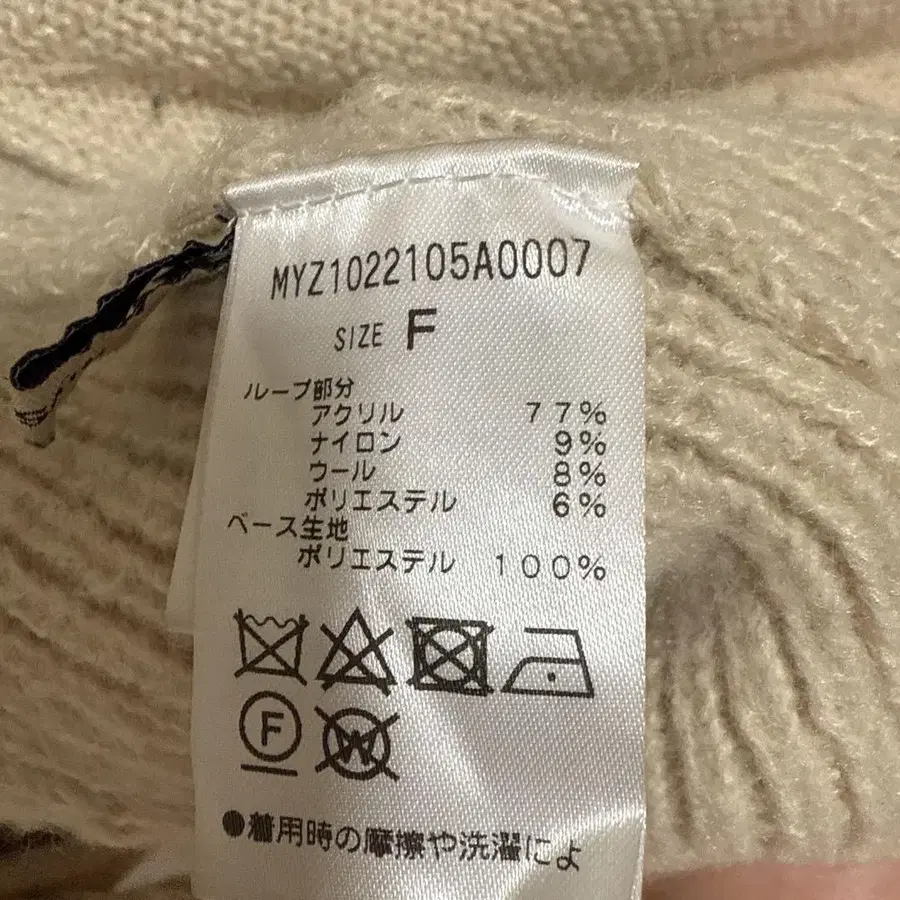 MYZ1022105A0007
SIZE F
ループ部分
アクリル 77%
ナイロン 9%
ウール 8%
ポリエステル 6%
ベース生地
ポリエステル 100%
F
W
●着用時の摩擦や洗濯によ